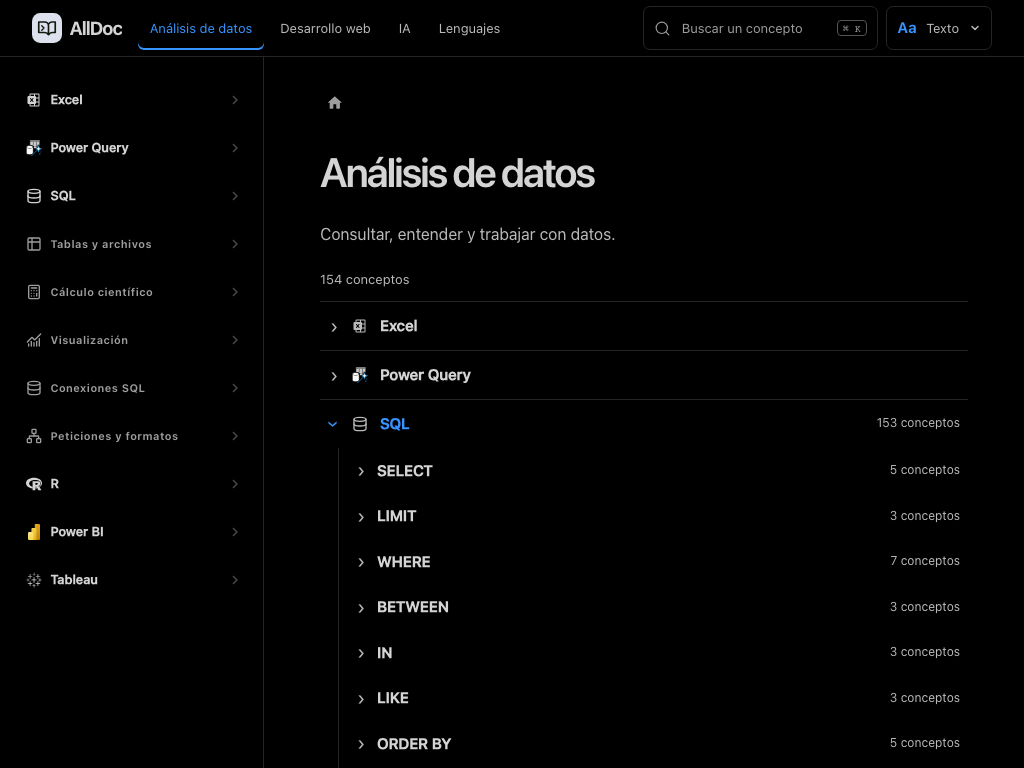 AllDoc
Análisis de datos
Desarrollo web
IA
Lenguajes
Buscar un concepto
⌘ K
Aa Texto
Excel
Power Query
SQL
Tablas y archivos
Cálculo científico
Visualización
Conexiones SQL
Peticiones y formatos
R
Power BI
Tableau
Análisis de datos
Consultar, entender y trabajar con datos.
154 conceptos
Excel
Power Query
SQL 153 conceptos
SELECT 5 conceptos
LIMIT 3 conceptos
WHERE 7 conceptos
BETWEEN 3 conceptos
IN 3 conceptos
LIKE 3 conceptos
ORDER BY 5 conceptos